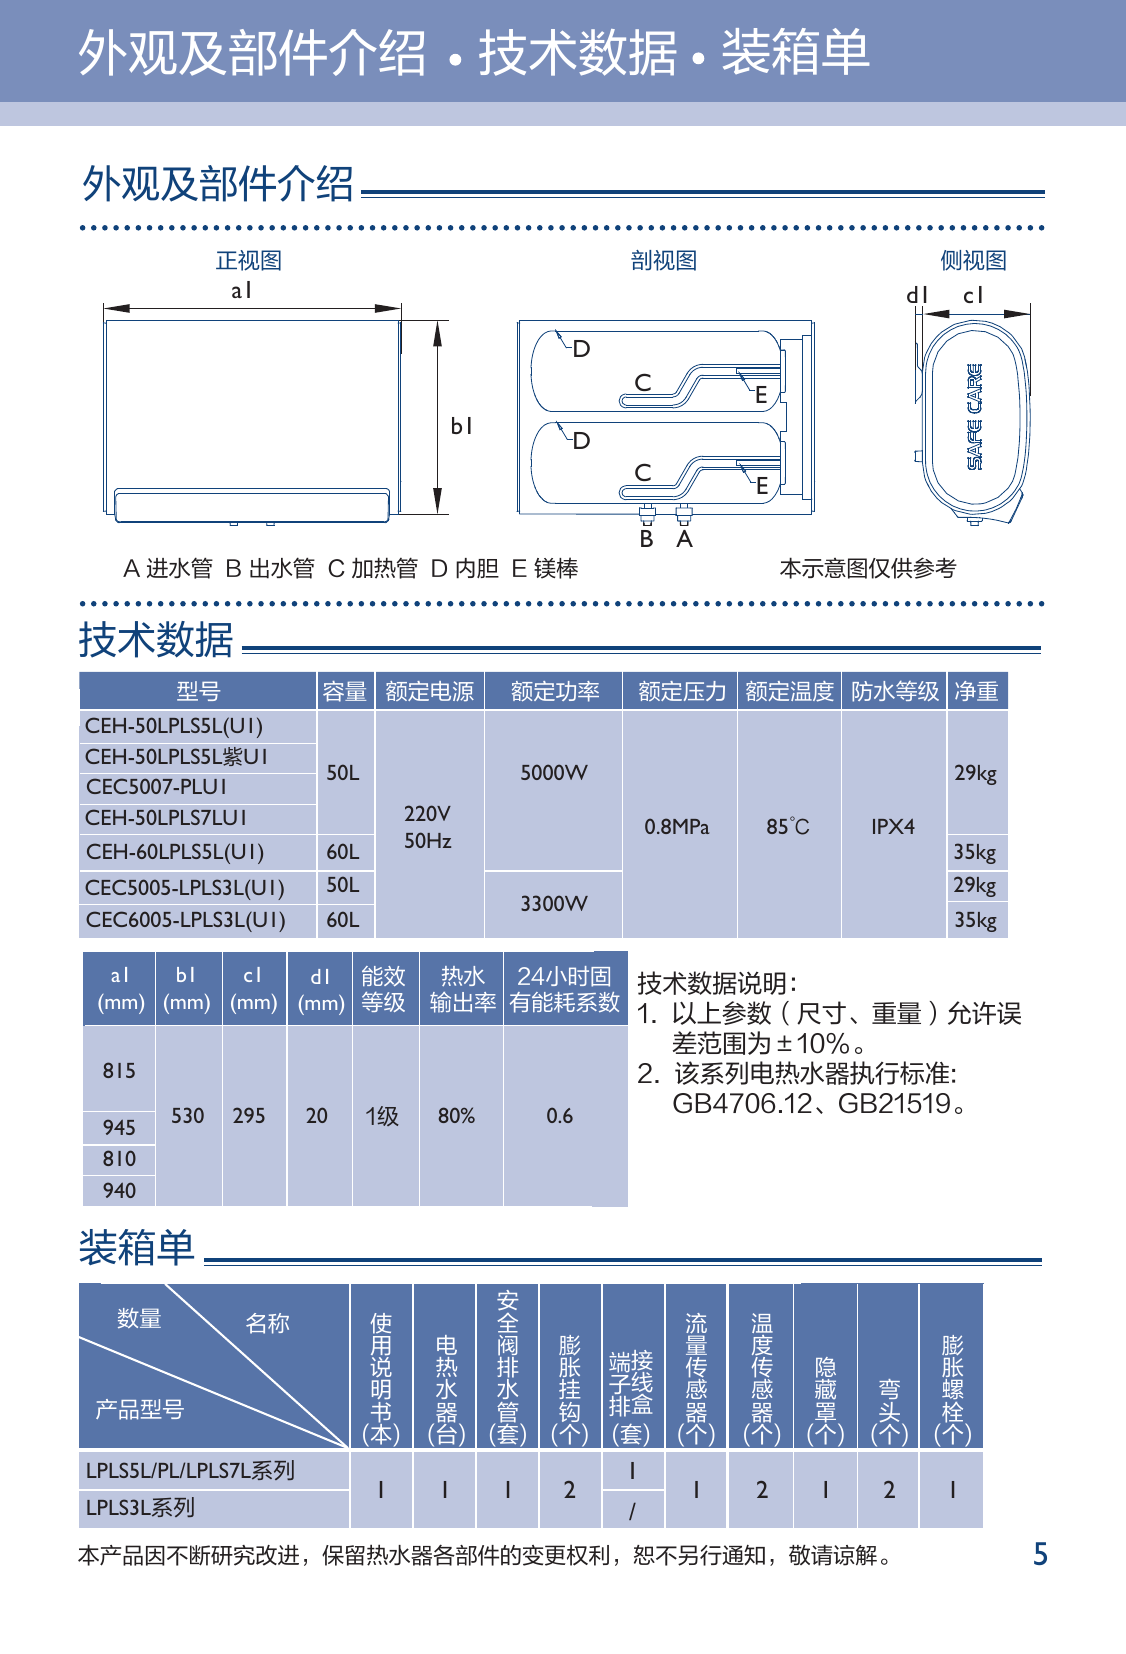 外观及部件介绍 • 技术数据 • 装箱单
外观及部件介绍
正视图 剖视图 侧视图
a1
b1
D
C
E
D
C
E
B A
d1 c1
SAFE CARE
A 进水管 B 出水管 C 加热管 D 内胆 E 镁棒
本示意图仅供参考
技术数据
型号 容量 额定电源 额定功率 额定压力 额定温度 防水等级 净重
CEH-50LPLS5L(U1)
CEH-50LPLS5L紫U1
CEC5007-PLU1
CEH-50LPLS7LU1
50L 5000W 29kg
220V
50Hz
0.8MPa 85℃ IPX4
CEH-60LPLS5L(U1) 60L 35kg
CEC5005-LPLS3L(U1) 50L 29kg
3300W
CEC6005-LPLS3L(U1) 60L 35kg
a1 (mm) b1 (mm) c1 (mm) d1 (mm) 能效等级 热水输出率 24小时固有能耗系数
815
945
810
940
530 295 20 1级 80% 0.6
技术数据说明：
1. 以上参数（尺寸、重量）允许误
差范围为±10%。
2. 该系列电热水器执行标准:
GB4706.12、GB21519。
装箱单
数量 名称
产品型号
使用说明书(本)
电热水器(台)
安全阀排水管(套)
膨胀挂钩(个)
接线盒端子排(套)
流量传感器(个)
温度传感器(个)
隐藏罩(个)
弯头(个)
膨胀螺栓(个)
LPLS5L/PL/LPLS7L系列
LPLS3L系列
1 1 1 2 1 / 1 2 1 2 1
本产品因不断研究改进，保留热水器各部件的变更权利，恕不另行通知，敬请谅解。
5